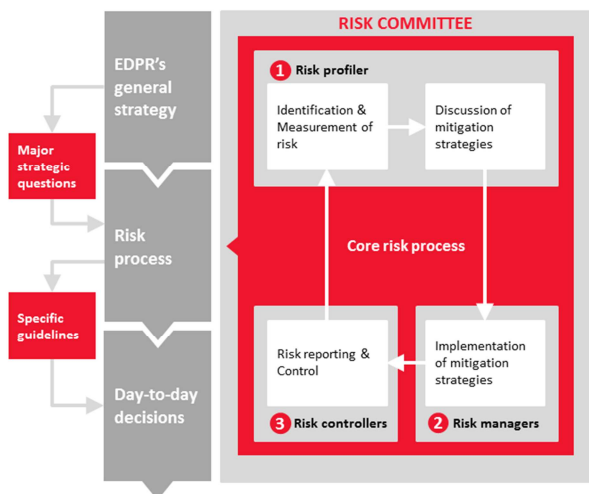 EDPR's
general
strategy
Major
strategic
questions
Risk
process
Specific
guidelines
Day-to-day
decisions
RISK COMMITTEE
1 Risk profiler
Identification &
Measurement of
risk
Discussion of
mitigation
strategies
Core risk process
Risk reporting &
Control
Implementation
of mitigation
strategies
3 Risk controllers
2 Risk managers